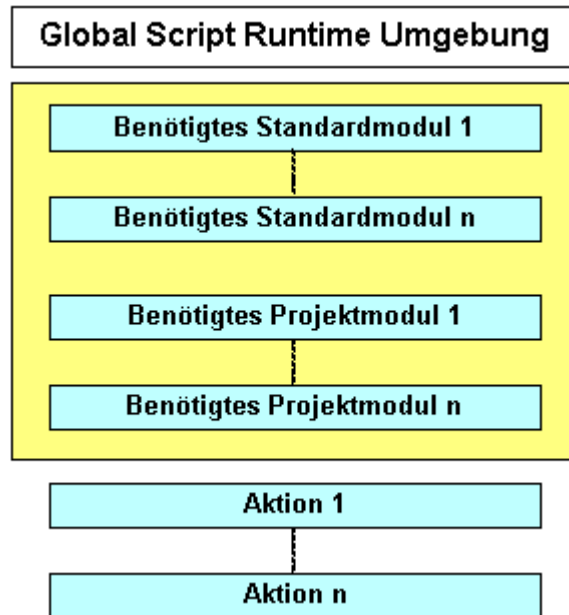 Global Script Runtime Umgebung
Benötigtes Standardmodul 1
Benötigtes Standardmodul n
Benötigtes Projektmodul 1
Benötigtes Projektmodul n
Aktion 1
Aktion n